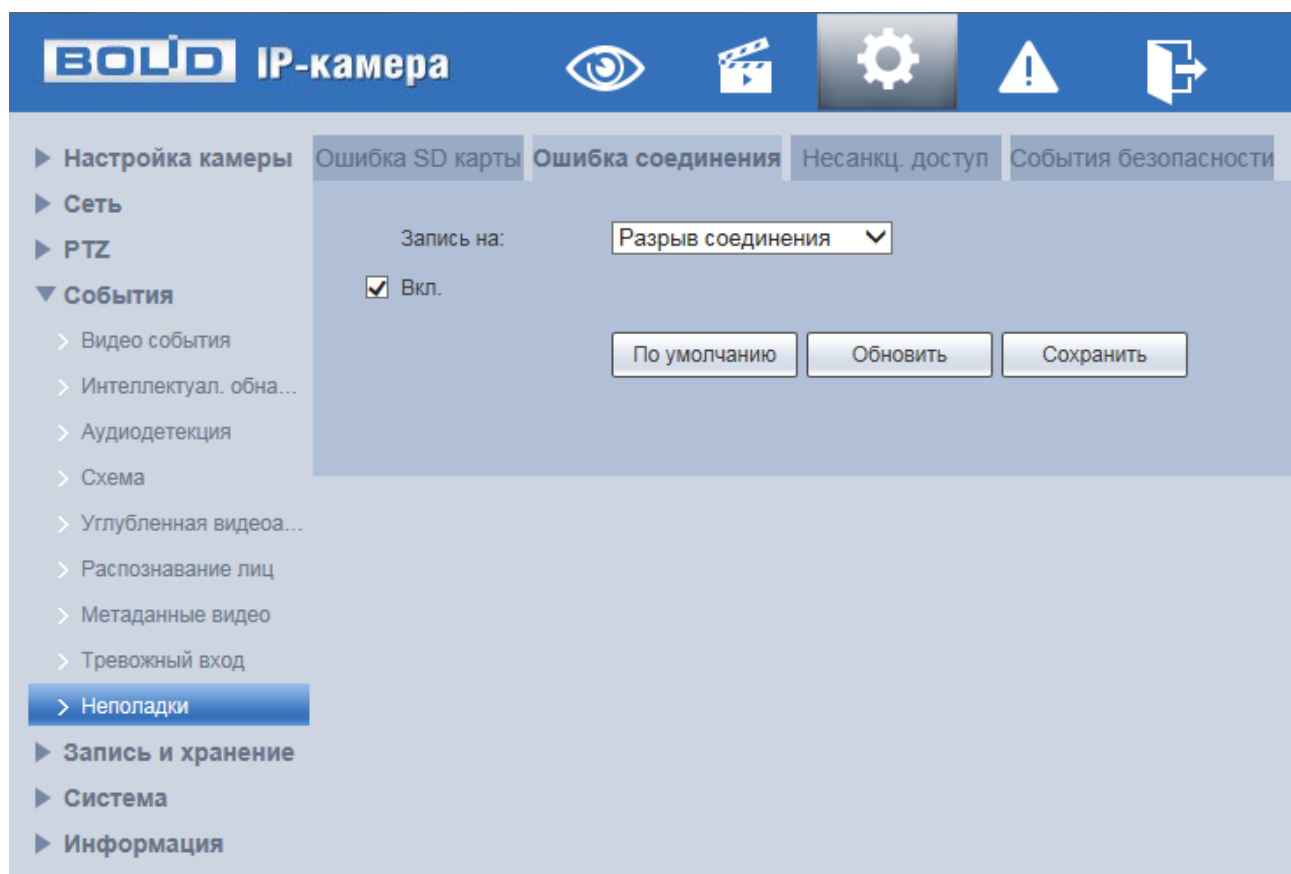 BOLID IP-камера
Настройка камеры
Сеть
PTZ
События
Видео события
Интеллектуал. обна...
Аудиодетекция
Схема
Углубленная видеоа...
Распознавание лиц
Метаданные видео
Тревожный вход
Неполадки
Запись и хранение
Система
Информация
Ошибка SD карты Ошибка соединения Несанкц. доступ События безопасности
Запись на: Разрыв соединения
Вкл.
По умолчанию Обновить Сохранить